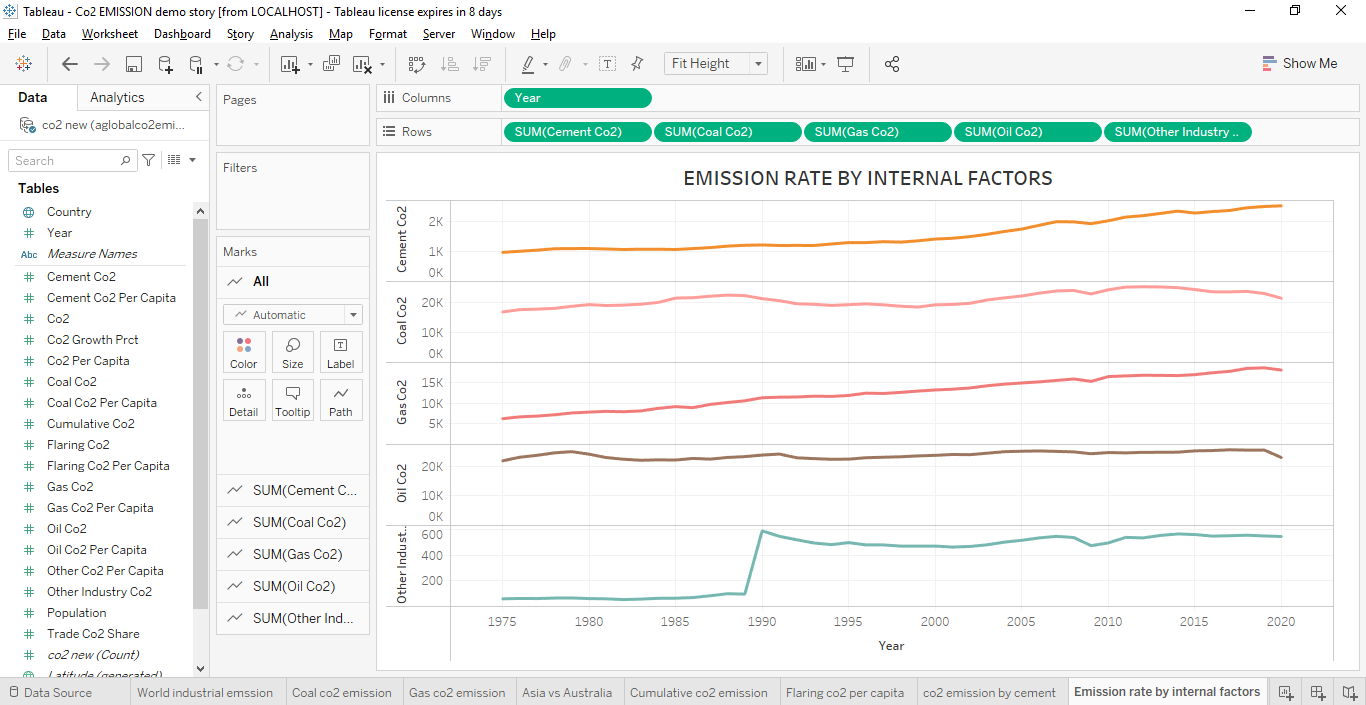 Tableau - Co2 EMISSION demo story [from LOCALHOST] - Tableau license expires in 8 days
File Data Worksheet Dashboard Story Analysis Map Format Server Window Help
Fit Height
Show Me
Data Analytics
co2 new (aglobalco2emi...
Search
Tables
Country
Year
Abc Measure Names
Cement Co2
Cement Co2 Per Capita
Co2
Co2 Growth Prct
Co2 Per Capita
Coal Co2
Coal Co2 Per Capita
Cumulative Co2
Flaring Co2
Flaring Co2 Per Capita
Gas Co2
Gas Co2 Per Capita
Oil Co2
Oil Co2 Per Capita
Other Co2 Per Capita
Other Industry Co2
Population
Trade Co2 Share
co2 new (Count)
Latitude (generated)
Pages
Filters
Marks
All
Automatic
Color Size Label
Detail Tooltip Path
SUM(Cement C...
SUM(Coal Co2)
SUM(Gas Co2)
SUM(Oil Co2)
SUM(Other Ind...
Columns Year
Rows SUM(Cement Co2) SUM(Coal Co2) SUM(Gas Co2) SUM(Oil Co2) SUM(Other Industry ..
EMISSION RATE BY INTERNAL FACTORS
Cement Co2
2K
1K
0K
Coal Co2
20K
10K
0K
Gas Co2
15K
10K
5K
Oil Co2
20K
10K
0K
Other Indust..
600
400
200
1975 1980 1985 1990 1995 2000 2005 2010 2015 2020
Year
Data Source World industrial emssion Coal co2 emission Gas co2 emission Asia vs Australia Cumulative co2 emission Flaring co2 per capita co2 emission by cement Emission rate by internal factors